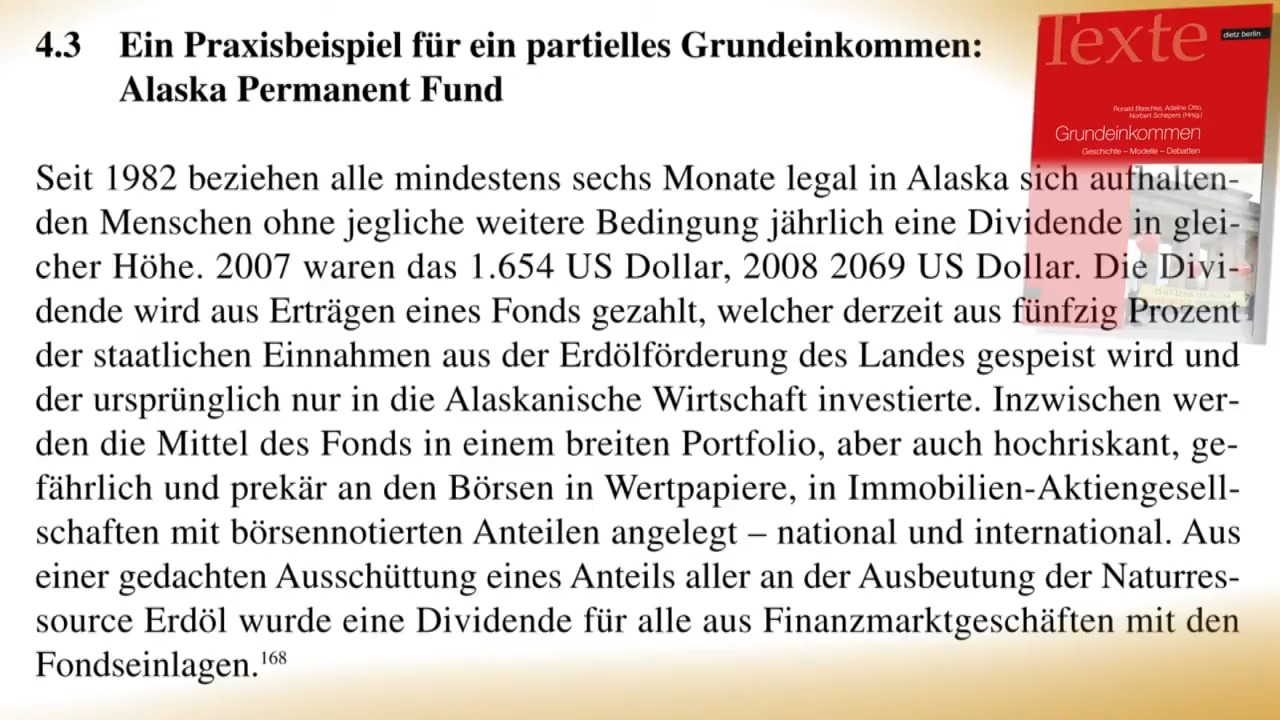 4.3 Ein Praxisbeispiel für ein partielles Grundeinkommen:
Alaska Permanent Fund
Texte
dietz berlin
Ronald Blaschke, Adeline Otto,
Norbert Schepers (Hrsg.)
Grundeinkommen
Geschichte – Modelle – Debatten
Seit 1982 beziehen alle mindestens sechs Monate legal in Alaska sich aufhalten-
den Menschen ohne jegliche weitere Bedingung jährlich eine Dividende in glei-
cher Höhe. 2007 waren das 1.654 US Dollar, 2008 2069 US Dollar. Die Divi-
dende wird aus Erträgen eines Fonds gezahlt, welcher derzeit aus fünfzig Prozent
der staatlichen Einnahmen aus der Erdölförderung des Landes gespeist wird und
der ursprünglich nur in die Alaskanische Wirtschaft investierte. Inzwischen wer-
den die Mittel des Fonds in einem breiten Portfolio, aber auch hochriskant, ge-
fährlich und prekär an den Börsen in Wertpapiere, in Immobilien-Aktiengesell-
schaften mit börsennotierten Anteilen angelegt – national und international. Aus
einer gedachten Ausschüttung eines Anteils aller an der Ausbeutung der Naturres-
source Erdöl wurde eine Dividende für alle aus Finanzmarktgeschäften mit den
Fondseinlagen.168